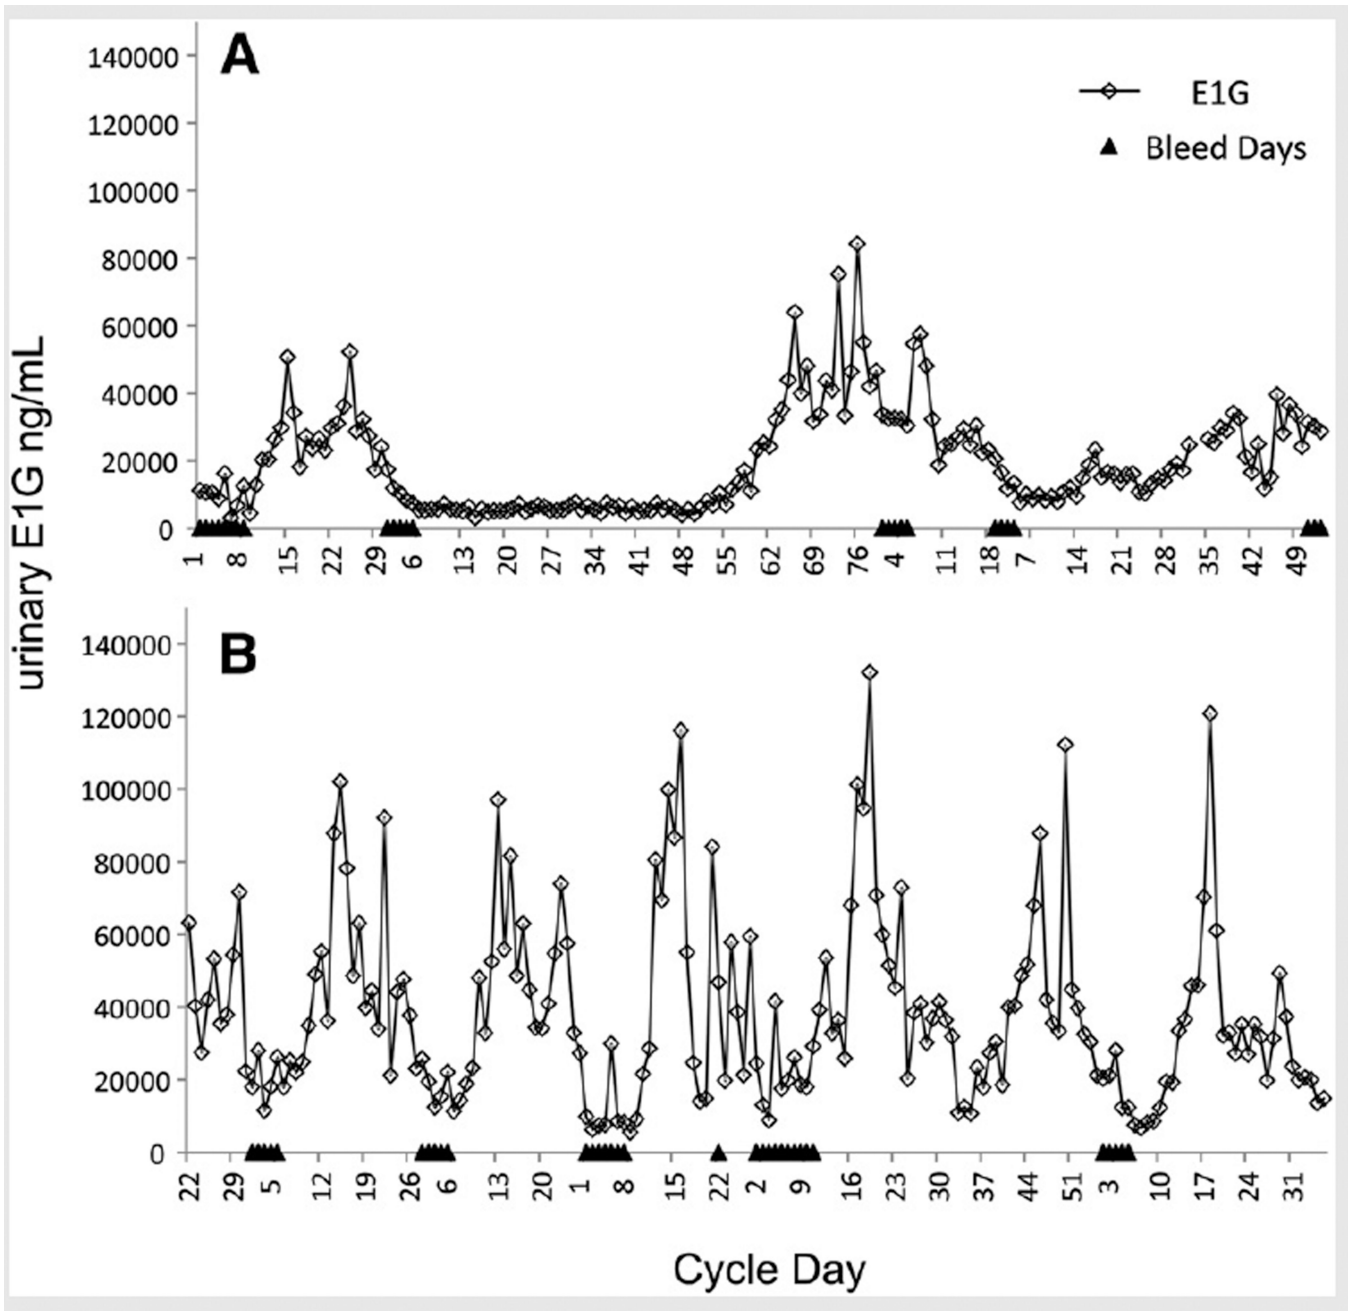 A
140000
120000
100000
80000
60000
40000
20000
0
E1G
Bleed Days
1 8 15 22 29 6 13 20 27 34 41 48 55 62 69 76 4 11 18 7 14 21 28 35 42 49
urinary E1G ng/mL
B
140000
120000
100000
80000
60000
40000
20000
0
22 29 5 12 19 26 6 13 20 1 8 15 22 2 9 16 23 30 37 44 51 3 10 17 24 31
Cycle Day